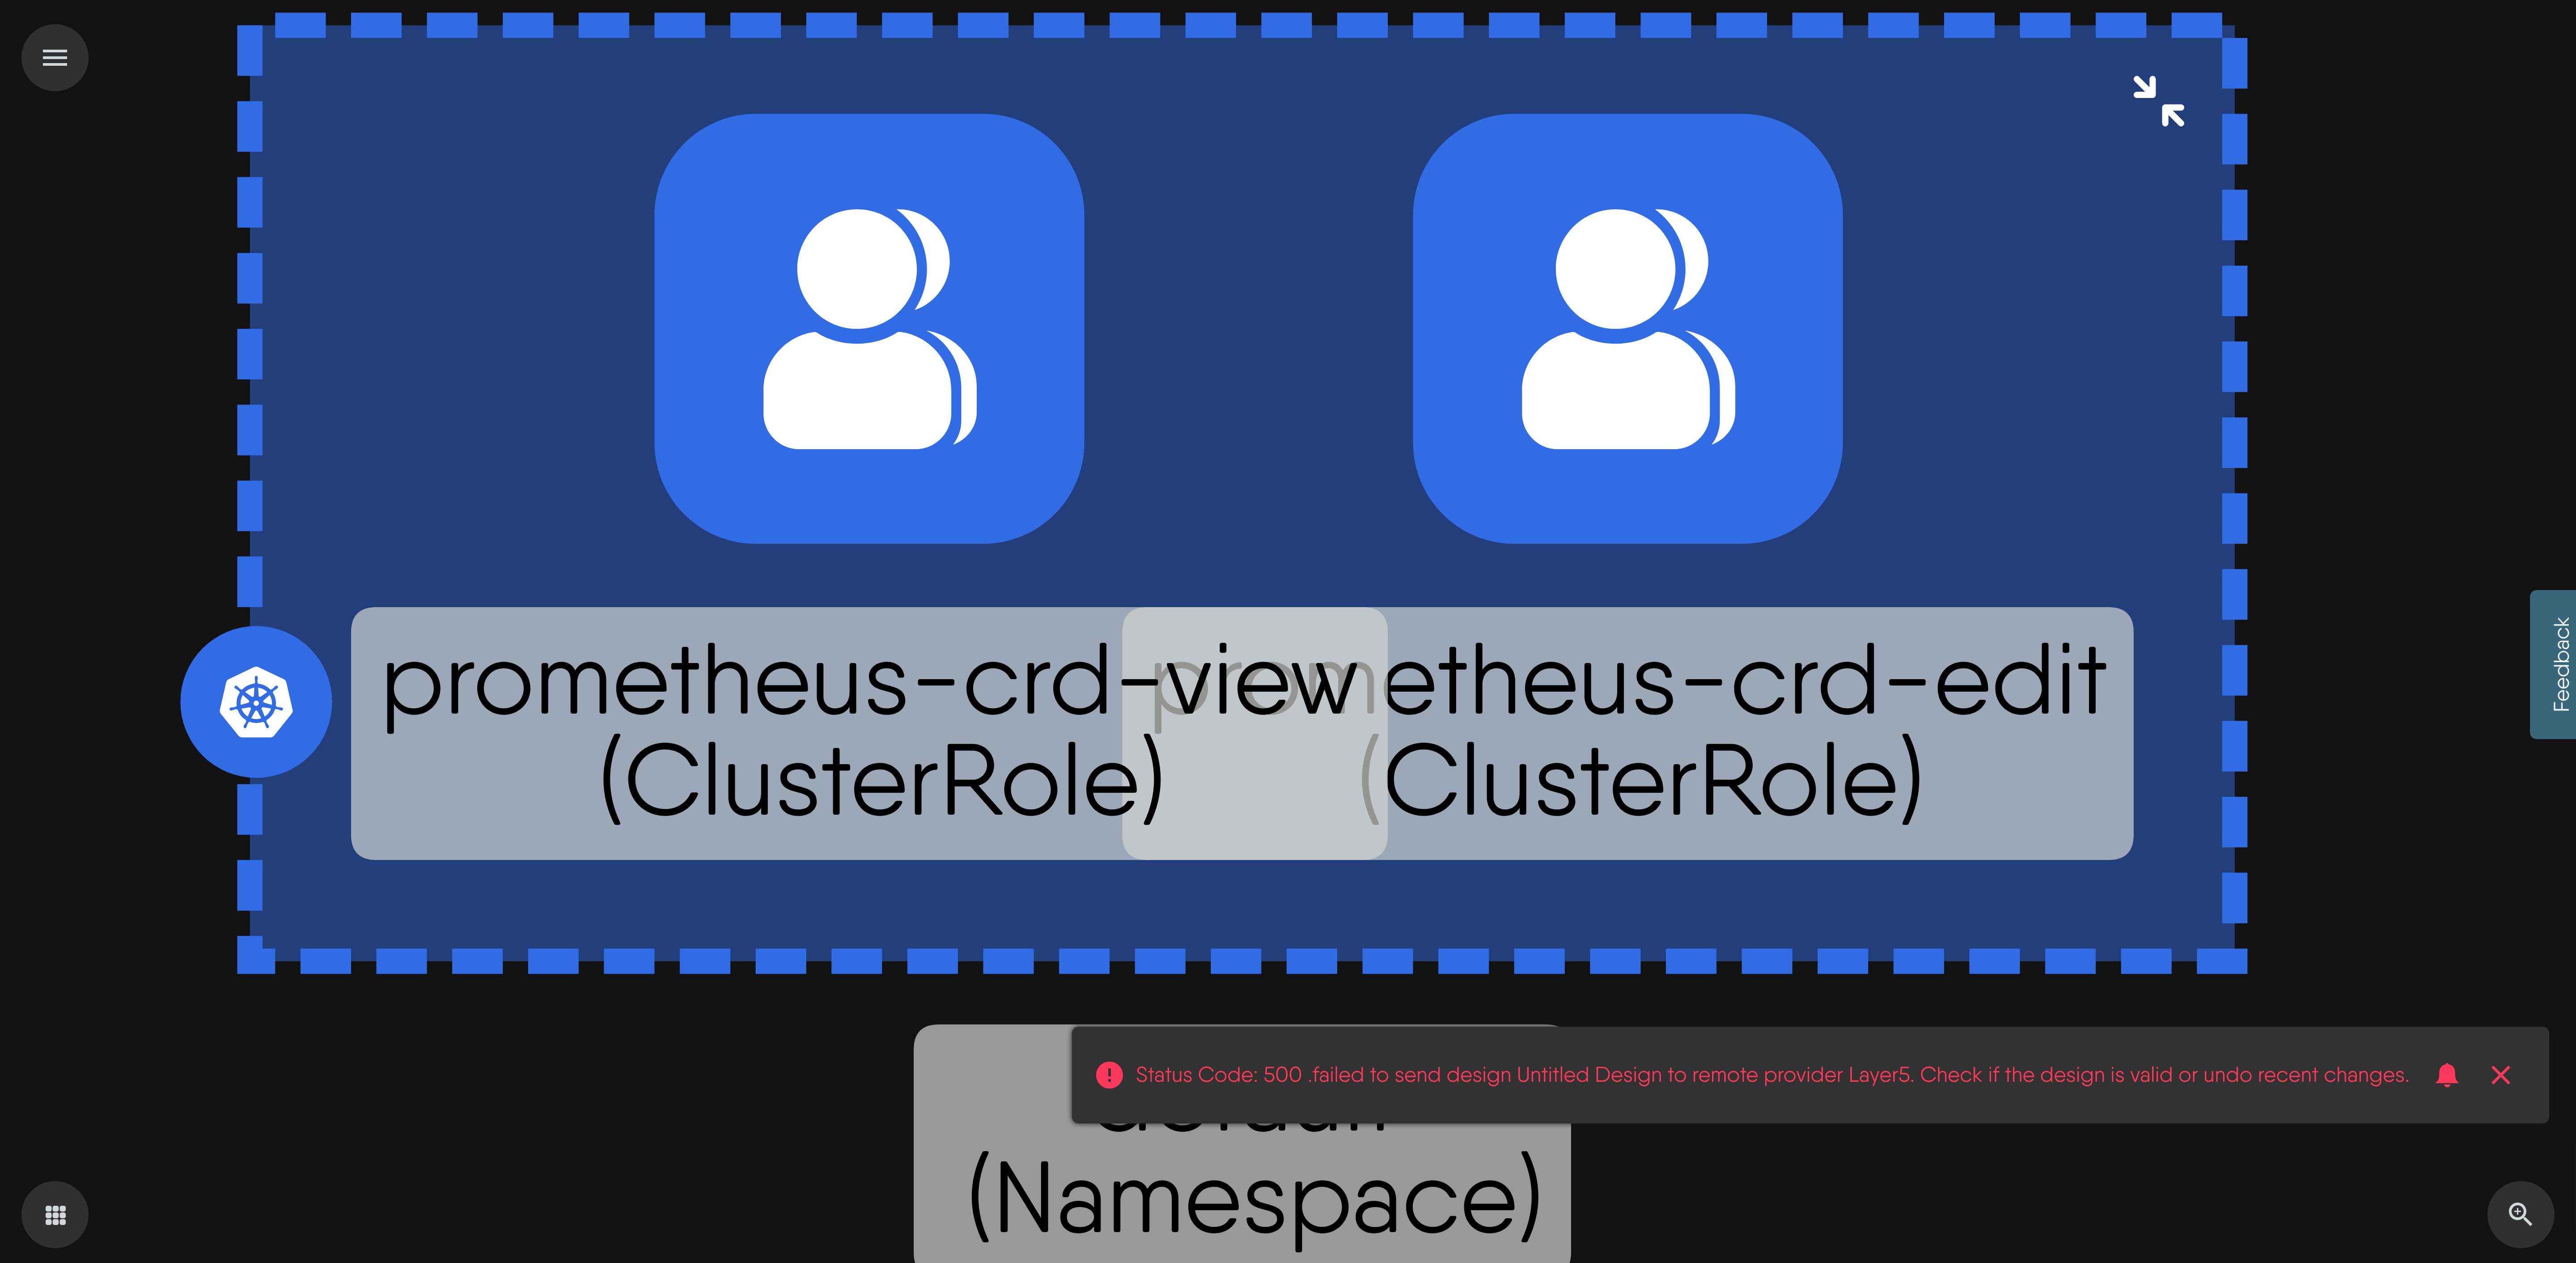 prometheus-crd-view
(ClusterRole)
prometheus-crd-edit
(ClusterRole)
Feedback
Status Code: 500 .failed to send design Untitled Design to remote provider Layer5. Check if the design is valid or undo recent changes.
(Namespace)